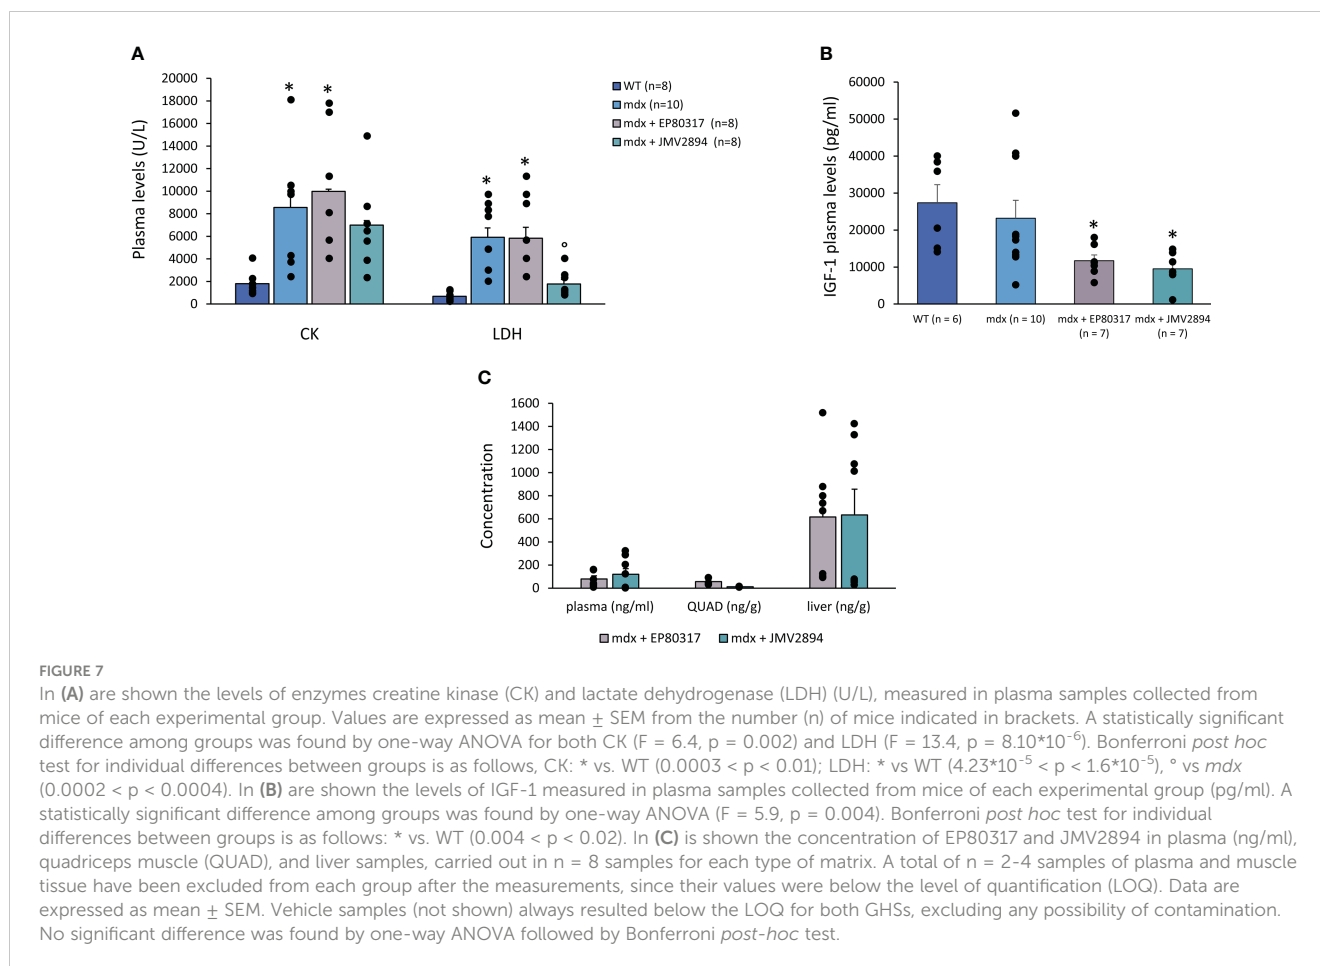 A
Plasma levels (U/L)
20000
18000
16000
14000
12000
10000
8000
6000
4000
2000
0
* *
* * °
CK LDH
WT (n=8)
mdx (n=10)
mdx + EP80317 (n=8)
mdx + JMV2894 (n=8)
B
IGF-1 plasma levels (pg/ml)
60000
50000
40000
30000
20000
10000
0
* *
WT (n = 6) mdx (n = 10) mdx + EP80317 mdx + JMV2894
(n = 7) (n = 7)
C
Concentration
1600
1400
1200
1000
800
600
400
200
0
plasma (ng/ml) QUAD (ng/g) liver (ng/g)
mdx + EP80317 mdx + JMV2894
FIGURE 7
In (A) are shown the levels of enzymes creatine kinase (CK) and lactate dehydrogenase (LDH) (U/L), measured in plasma samples collected from
mice of each experimental group. Values are expressed as mean ± SEM from the number (n) of mice indicated in brackets. A statistically significant
difference among groups was found by one-way ANOVA for both CK (F = 6.4, p = 0.002) and LDH (F = 13.4, p = 8.10*10⁻⁶). Bonferroni post hoc
test for individual differences between groups is as follows, CK: * vs. WT (0.0003 < p < 0.01); LDH: * vs WT (4.23*10⁻⁵ < p < 1.6*10⁻⁵), ° vs mdx
(0.0002 < p < 0.0004). In (B) are shown the levels of IGF-1 measured in plasma samples collected from mice of each experimental group (pg/ml). A
statistically significant difference among groups was found by one-way ANOVA (F = 5.9, p = 0.004). Bonferroni post hoc test for individual
differences between groups is as follows: * vs. WT (0.004 < p < 0.02). In (C) is shown the concentration of EP80317 and JMV2894 in plasma (ng/ml),
quadriceps muscle (QUAD), and liver samples, carried out in n = 8 samples for each type of matrix. A total of n = 2-4 samples of plasma and muscle
tissue have been excluded from each group after the measurements, since their values were below the level of quantification (LOQ). Data are
expressed as mean ± SEM. Vehicle samples (not shown) always resulted below the LOQ for both GHSs, excluding any possibility of contamination.
No significant difference was found by one-way ANOVA followed by Bonferroni post-hoc test.